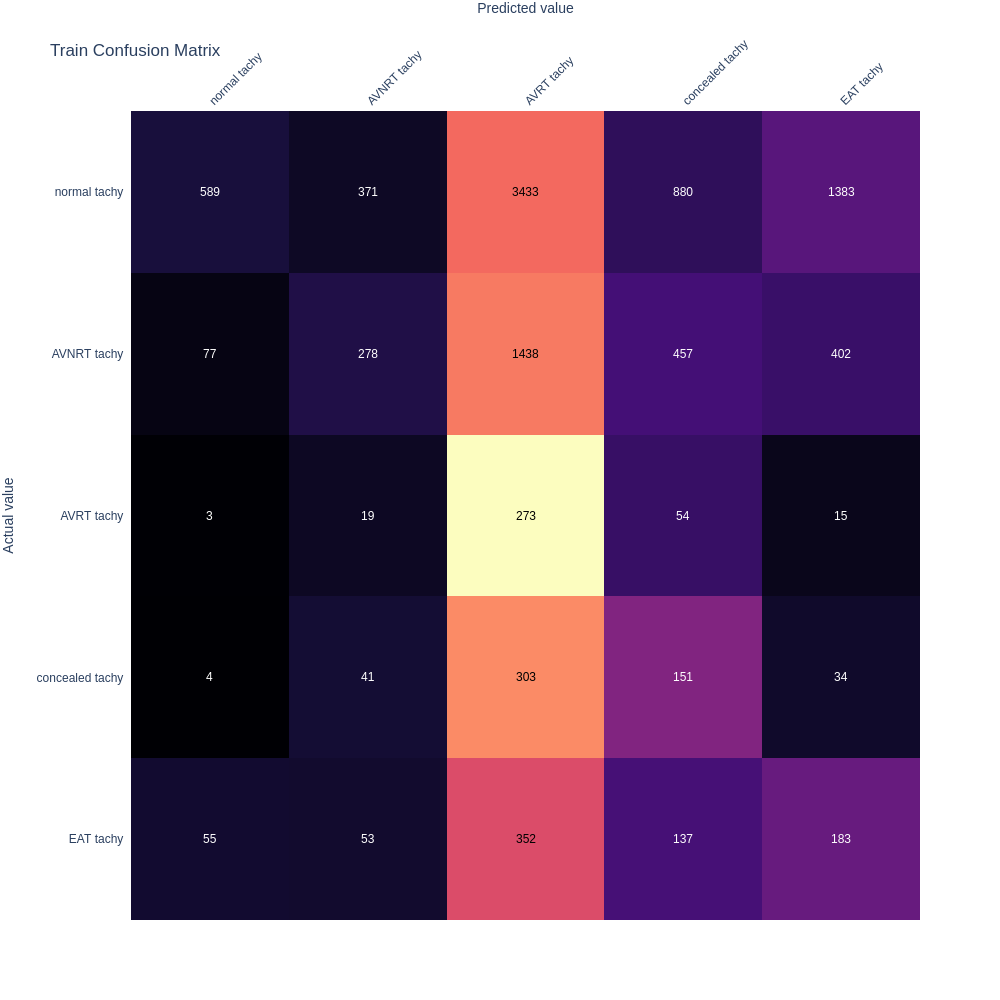 Predicted value
Train Confusion Matrix
normal tachy AVNRT tachy AVRT tachy concealed tachy EAT tachy
normal tachy 589 371 3433 880 1383
AVNRT tachy 77 278 1438 457 402
AVRT tachy 3 19 273 54 15
concealed tachy 4 41 303 151 34
EAT tachy 55 53 352 137 183
Actual value